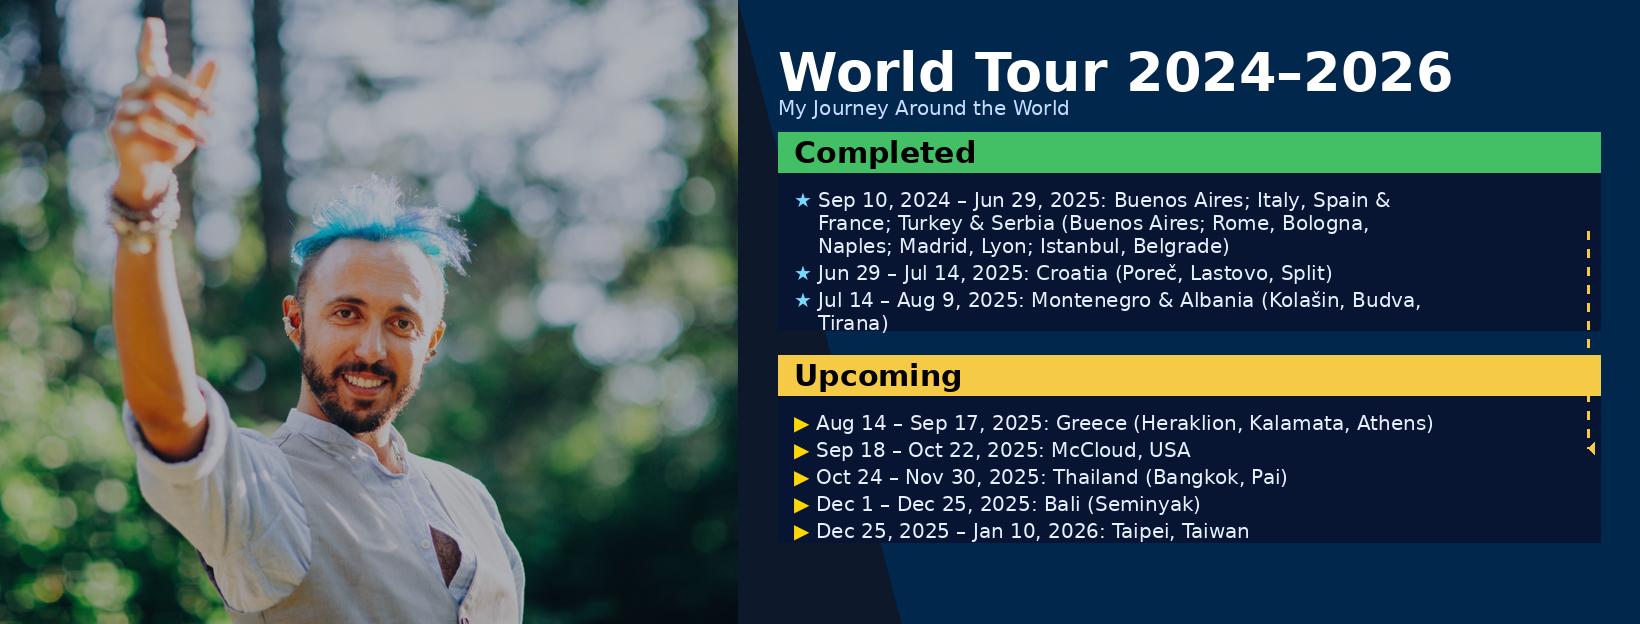 World Tour 2024–2026
My Journey Around the World
Completed
★ Sep 10, 2024 – Jun 29, 2025: Buenos Aires; Italy, Spain &
France; Turkey & Serbia (Buenos Aires; Rome, Bologna,
Naples; Madrid, Lyon; Istanbul, Belgrade)
★ Jun 29 – Jul 14, 2025: Croatia (Poreč, Lastovo, Split)
★ Jul 14 – Aug 9, 2025: Montenegro & Albania (Kolašin, Budva,
Tirana)
Upcoming
▶ Aug 14 – Sep 17, 2025: Greece (Heraklion, Kalamata, Athens)
▶ Sep 18 – Oct 22, 2025: McCloud, USA
▶ Oct 24 – Nov 30, 2025: Thailand (Bangkok, Pai)
▶ Dec 1 – Dec 25, 2025: Bali (Seminyak)
▶ Dec 25, 2025 – Jan 10, 2026: Taipei, Taiwan